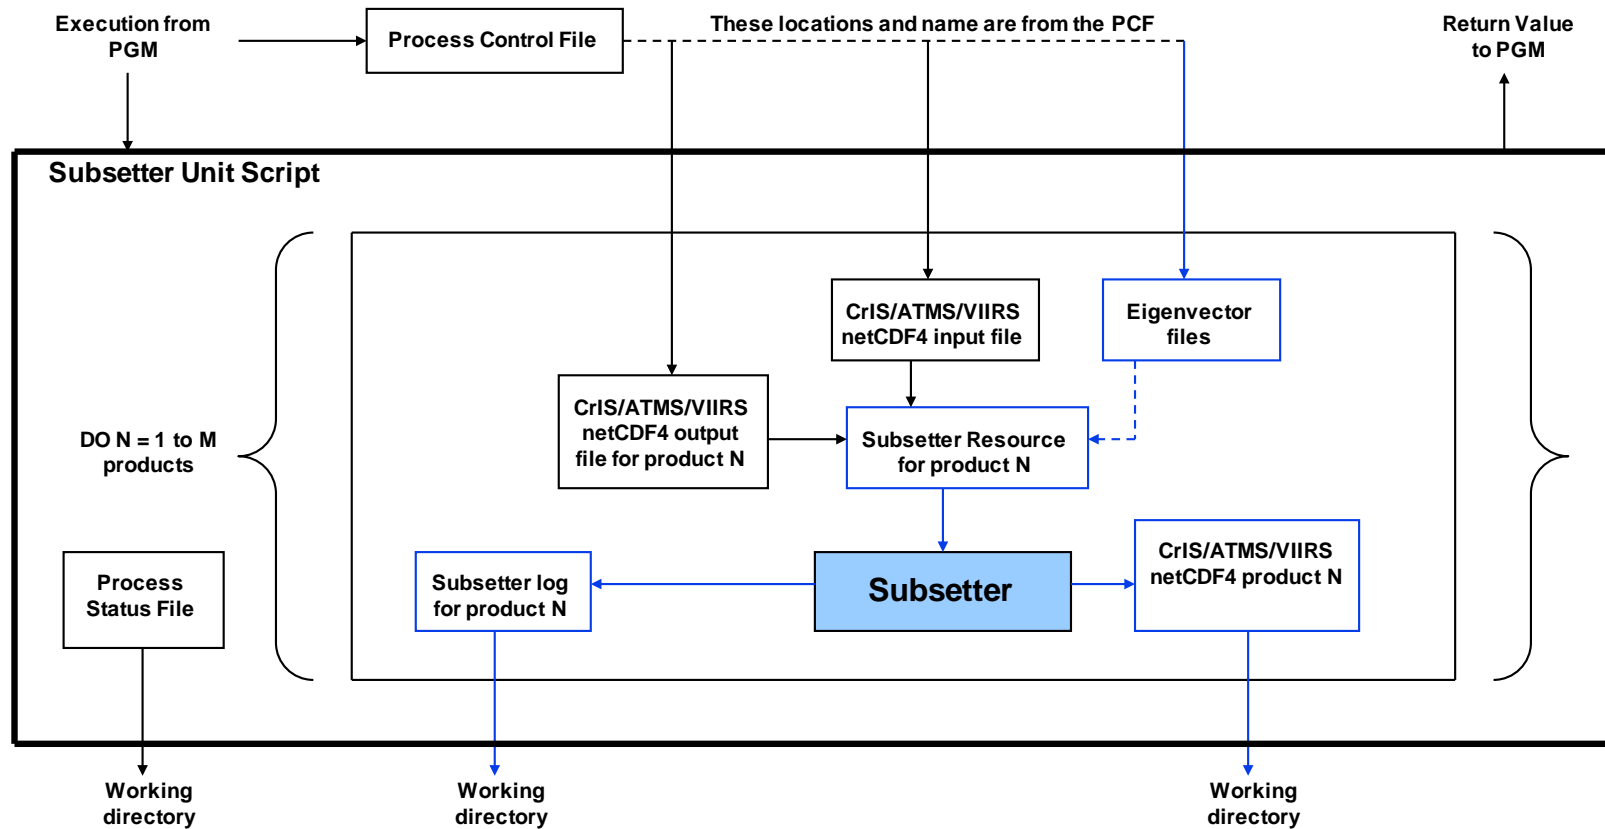 Execution from
PGM
Process Control File
These locations and name are from the PCF
Return Value
to PGM
Subsetter Unit Script
CrIS/ATMS/VIIRS
netCDF4 input file
Eigenvector
files
CrIS/ATMS/VIIRS
netCDF4 output
file for product N
Subsetter Resource
for product N
DO N = 1 to M
products
Process
Status File
Subsetter log
for product N
Subsetter
CrIS/ATMS/VIIRS
netCDF4 product N
Working
directory
Working
directory
Working
directory